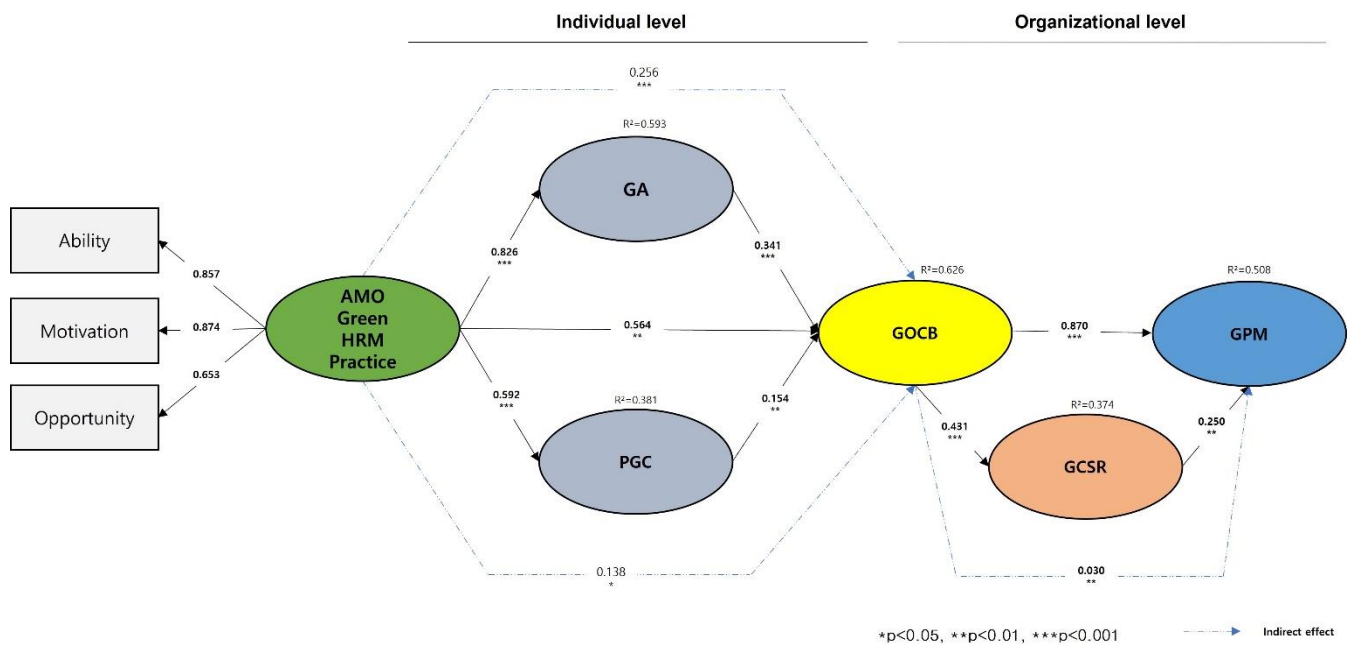 Individual level
Organizational level
0.256
***
R²=0.593
GA
Ability
0.826
***
0.341
***
0.857
R²=0.626
R²=0.508
AMO
Green
HRM
Practice
Motivation
0.874
0.564
**
GOCB
0.870
***
GPM
0.653
0.592
***
R²=0.381
0.154
**
R²=0.374
Opportunity
0.431
***
0.250
**
PGC
GCSR
0.138
*
0.030
**
*p<0.05, **p<0.01, ***p<0.001
Indirect effect